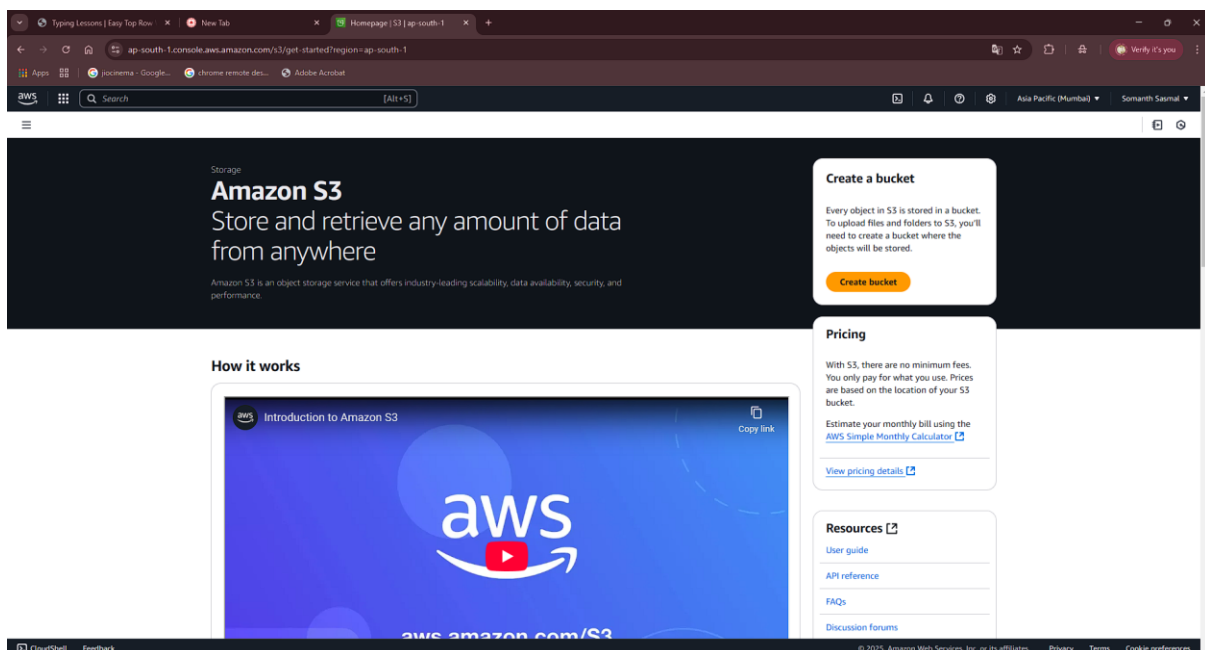 Typing Lessons | Easy Top Row
New Tab
Homepage | S3 | ap-south-1
ap-south-1.console.aws.amazon.com/s3/get-started?region=ap-south-1
Verify it's you
Apps
jiocinema - Google...
chrome remote des...
Adobe Acrobat
aws
Search
[Alt+S]
Asia Pacific (Mumbai)
Somanth Sasmal
Storage
Amazon S3
Store and retrieve any amount of data
from anywhere
Amazon S3 is an object storage service that offers industry-leading scalability, data availability, security, and
performance.
Create a bucket
Every object in S3 is stored in a bucket.
To upload files and folders to S3, you'll
need to create a bucket where the
objects will be stored.
Create bucket
Pricing
With S3, there are no minimum fees.
You only pay for what you use. Prices
are based on the location of your S3
bucket.
Estimate your monthly bill using the
AWS Simple Monthly Calculator
View pricing details
How it works
aws
Introduction to Amazon S3
Copy link
aws
aws.amazon.com/S3
Resources
User guide
API reference
FAQs
Discussion forums
CloudShell
Feedback
© 2025, Amazon Web Services, Inc. or its affiliates.
Privacy
Terms
Cookie preferences